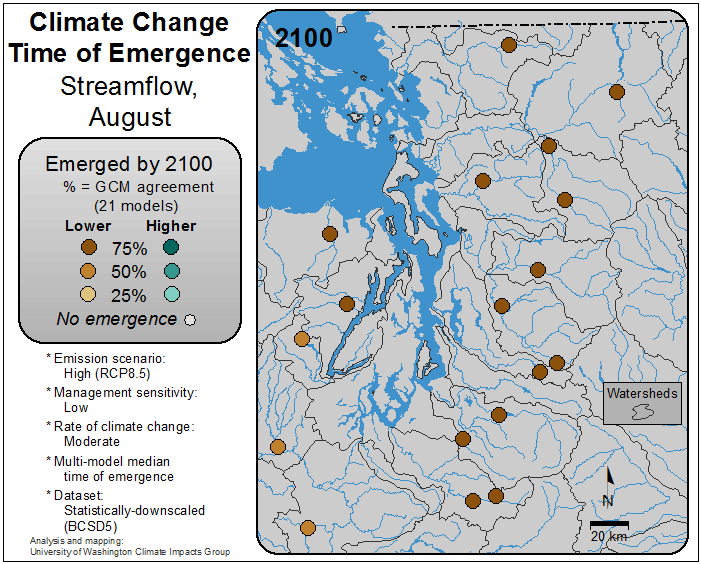 Climate Change
Time of Emergence
Streamflow,
August
Emerged by 2100
% = GCM agreement
(21 models)
Lower Higher
75%
50%
25%
No emergence
* Emission scenario:
High (RCP8.5)
* Management sensitivity:
Low
* Rate of climate change:
Moderate
* Multi-model median
time of emergence
* Dataset:
Statistically-downscaled
(BCSD5)
Analysis and mapping:
University of Washington Climate Impacts Group
2100
Watersheds
N
20 km